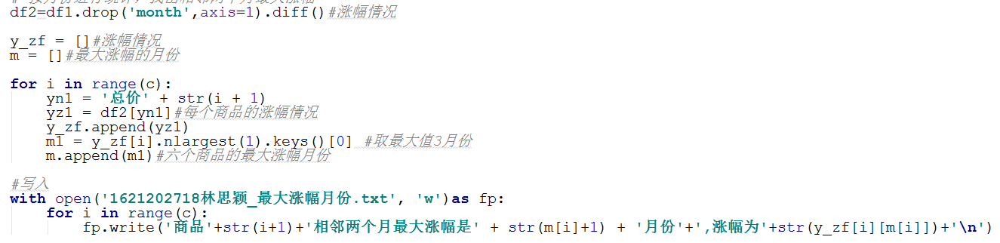 df2=df1.drop('month',axis=1).diff()#涨幅情况
y_zf = []#涨幅情况
m = []#最大涨幅的月份
for i in range(c):
yn1 = '总价' + str(i + 1)
yz1 = df2[yn1]#每个商品的涨幅情况
y_zf.append(yz1)
m1 = y_zf[i].nlargest(1).keys()[0] #取最大值3月份
m.append(m1)#六个商品的最大涨幅月份
#写入
with open('1621202718林思颖_最大涨幅月份.txt', 'w')as fp:
for i in range(c):
fp.write('商品'+str(i+1)+'相邻两个月最大涨幅是' + str(m[i]+1) + '月份'+',涨幅为'+str(y_zf[i][m[i]])+'\n')